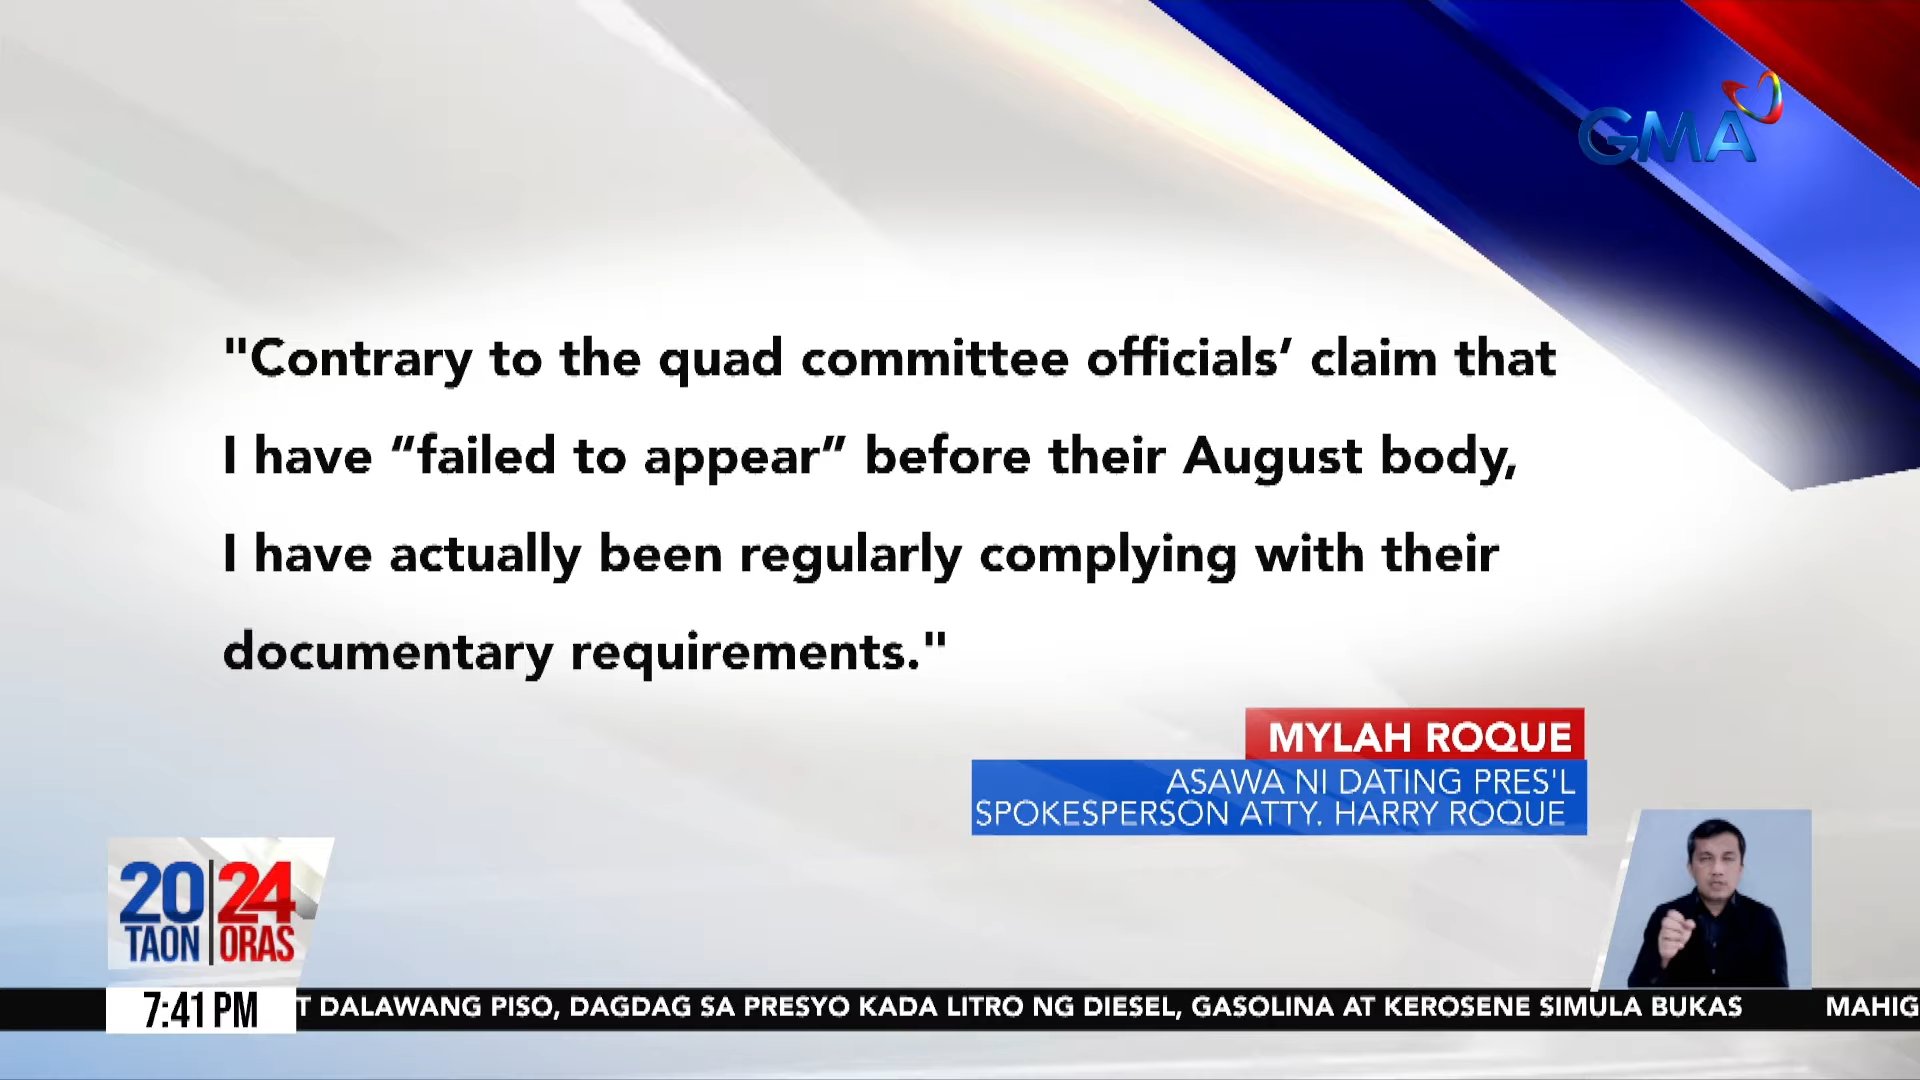 GMA
"Contrary to the quad committee officials’ claim that
I have “failed to appear” before their August body,
I have actually been regularly complying with their
documentary requirements."
MYLAH ROQUE
ASAWA NI DATING PRES'L
SPOKESPERSON ATTY. HARRY ROQUE
20 24
TAON ORAS
7:41 PM
T DALAWANG PISO, DAGDAG SA PRESYO KADA LITRO NG DIESEL, GASOLINA AT KEROSENE SIMULA BUKAS MAHIG